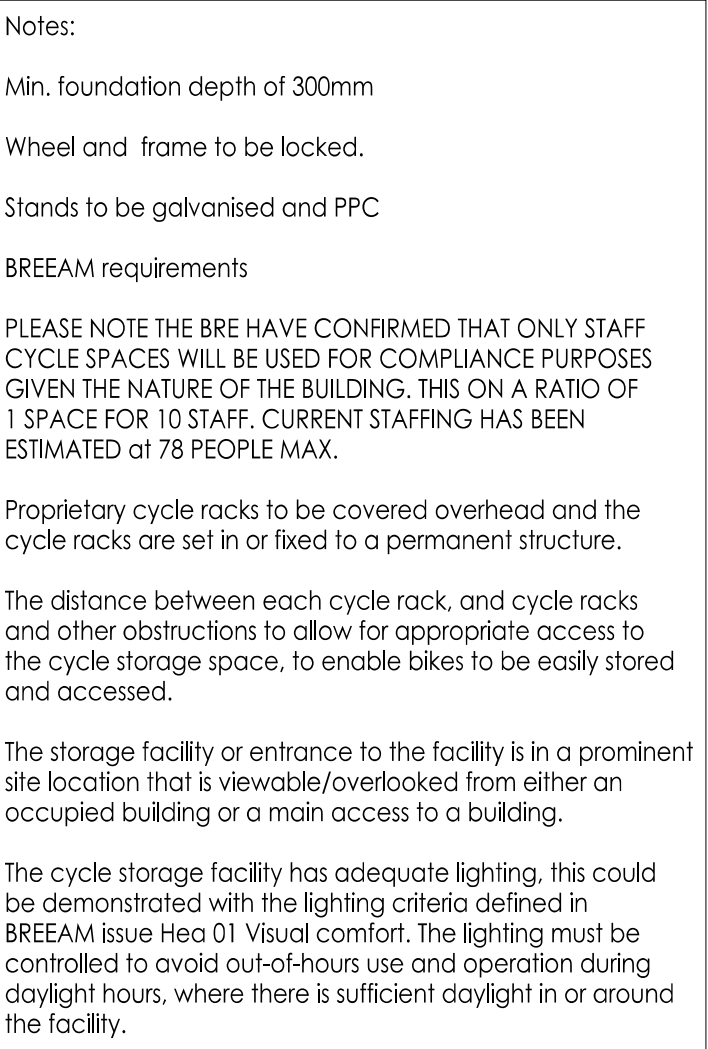 Notes:
Min. foundation depth of 300mm
Wheel and frame to be locked.
Stands to be galvanised and PPC
BREEAM requirements
PLEASE NOTE THE BRE HAVE CONFIRMED THAT ONLY STAFF
CYCLE SPACES WILL BE USED FOR COMPLIANCE PURPOSES
GIVEN THE NATURE OF THE BUILDING. THIS ON A RATIO OF
1 SPACE FOR 10 STAFF. CURRENT STAFFING HAS BEEN
ESTIMATED at 78 PEOPLE MAX.
Proprietary cycle racks to be covered overhead and the
cycle racks are set in or fixed to a permanent structure.
The distance between each cycle rack, and cycle racks
and other obstructions to allow for appropriate access to
the cycle storage space, to enable bikes to be easily stored
and accessed.
The storage facility or entrance to the facility is in a prominent
site location that is viewable/overlooked from either an
occupied building or a main access to a building.
The cycle storage facility has adequate lighting, this could
be demonstrated with the lighting criteria defined in
BREEAM issue Hea 01 Visual comfort. The lighting must be
controlled to avoid out-of-hours use and operation during
daylight hours, where there is sufficient daylight in or around
the facility.